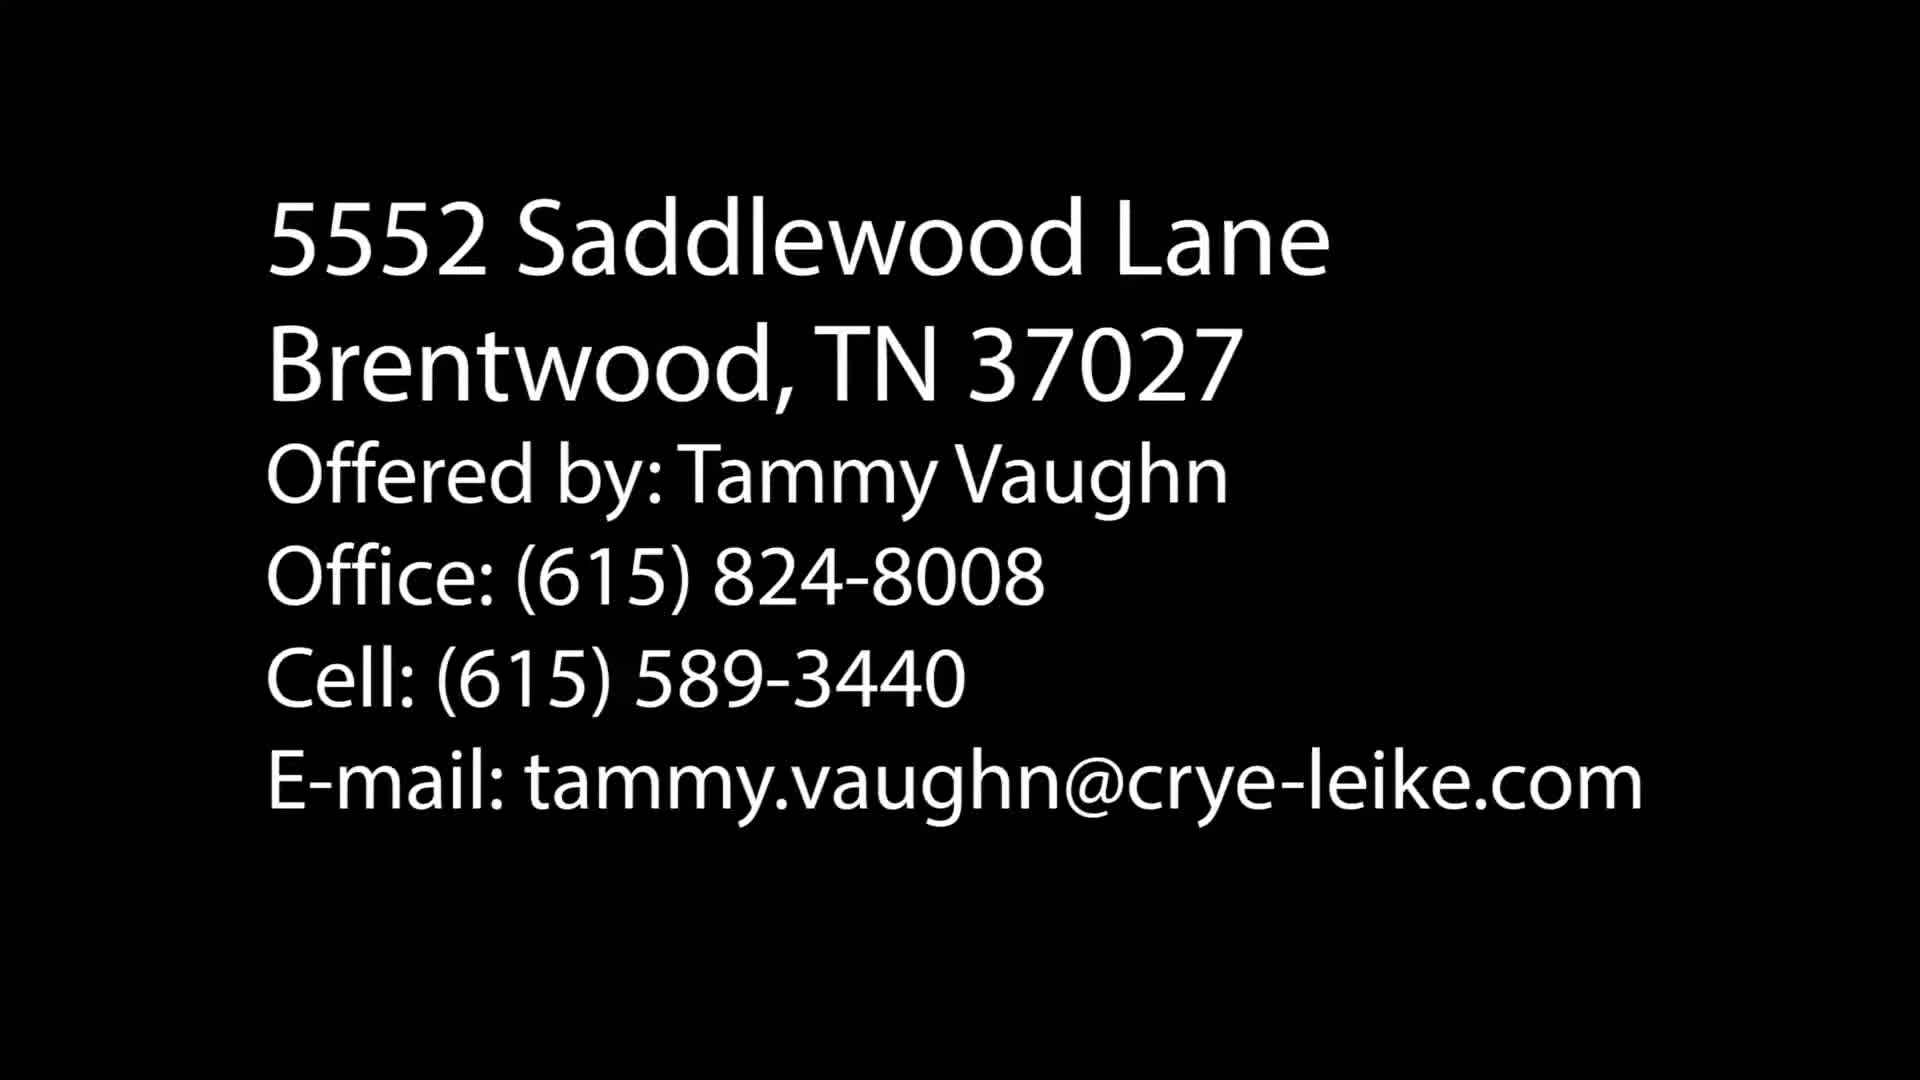 5552 Saddlewood Lane
Brentwood, TN 37027
Offered by: Tammy Vaughn
Office: (615) 824-8008
Cell: (615) 589-3440
E-mail: tammy.vaughn@crye-leike.com